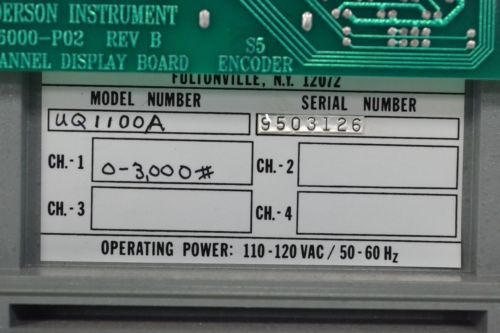 DERSON INSTRUMENT
6000-P02 REV B S5
ANNEL DISPLAY BOARD ENCODER
FULTONVILLE, N.Y. 12072
MODEL NUMBER SERIAL NUMBER
UQ1100A 9503126
CH.-1 0-3,000# CH.-2
CH.-3 CH.-4
OPERATING POWER: 110-120 VAC / 50-60 Hz